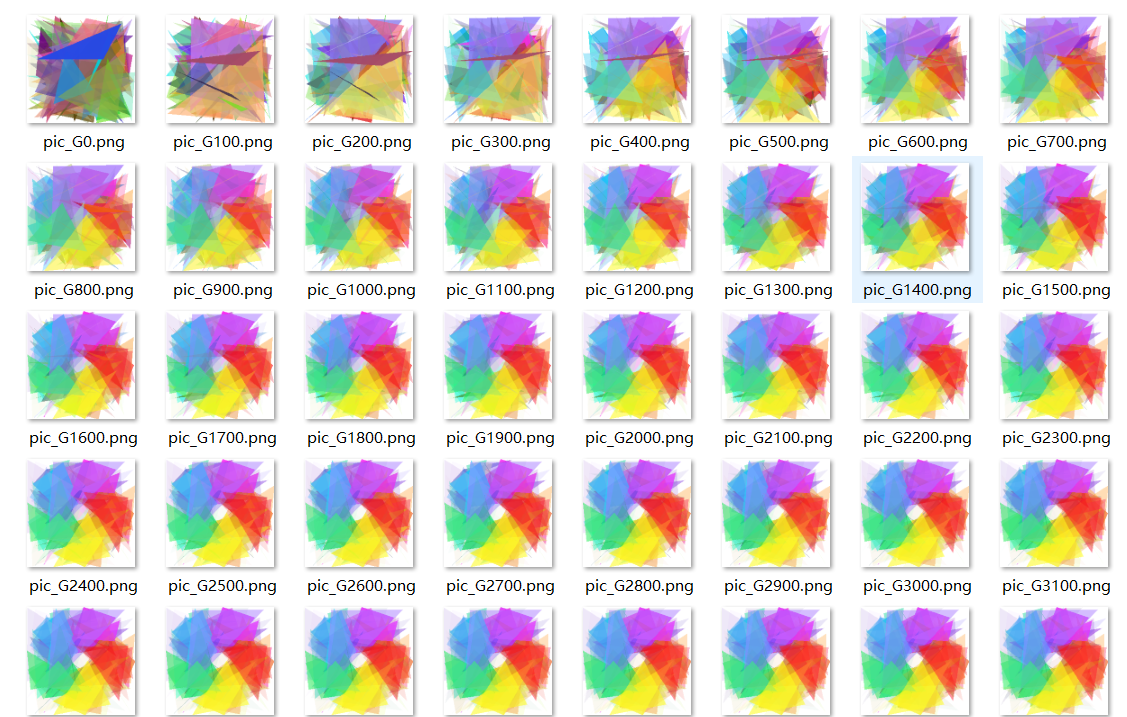 pic_G0.png pic_G100.png pic_G200.png pic_G300.png pic_G400.png pic_G500.png pic_G600.png pic_G700.png
pic_G800.png pic_G900.png pic_G1000.png pic_G1100.png pic_G1200.png pic_G1300.png pic_G1400.png pic_G1500.png
pic_G1600.png pic_G1700.png pic_G1800.png pic_G1900.png pic_G2000.png pic_G2100.png pic_G2200.png pic_G2300.png
pic_G2400.png pic_G2500.png pic_G2600.png pic_G2700.png pic_G2800.png pic_G2900.png pic_G3000.png pic_G3100.png